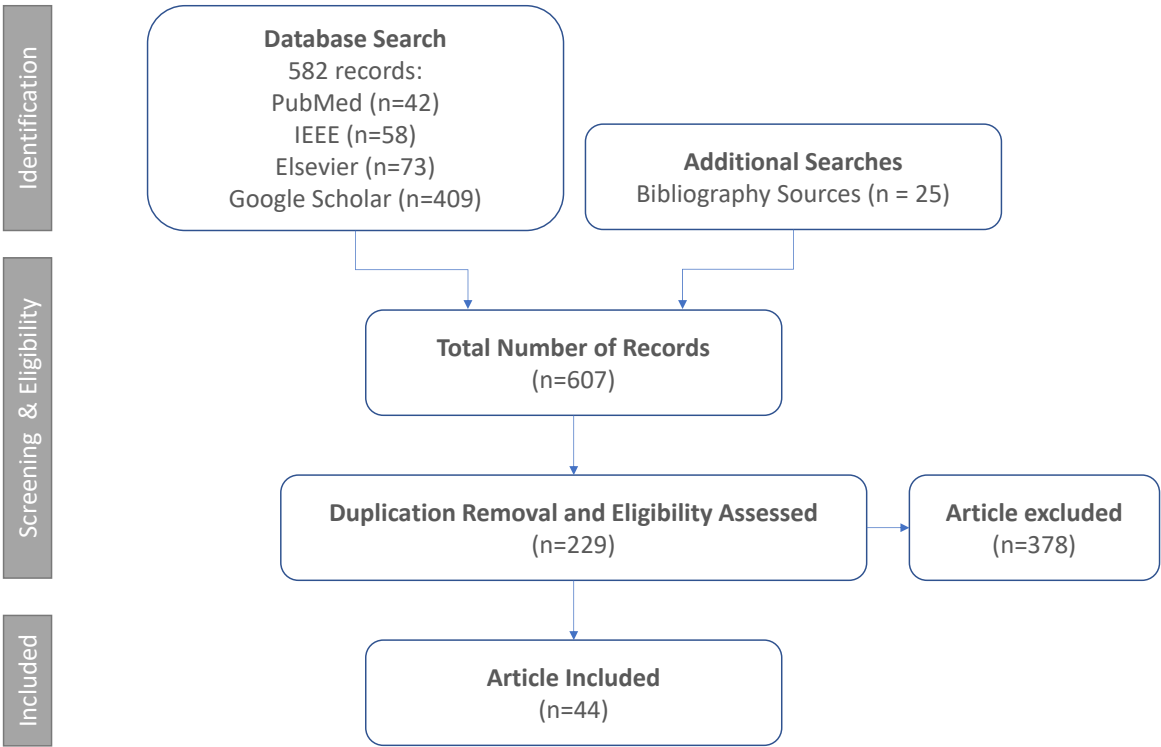 Identification
Database Search
582 records:
PubMed (n=42)
IEEE (n=58)
Elsevier (n=73)
Google Scholar (n=409)
Additional Searches
Bibliography Sources (n = 25)
Screening & Eligibility
Total Number of Records
(n=607)
Duplication Removal and Eligibility Assessed
(n=229)
Article excluded
(n=378)
Included
Article Included
(n=44)